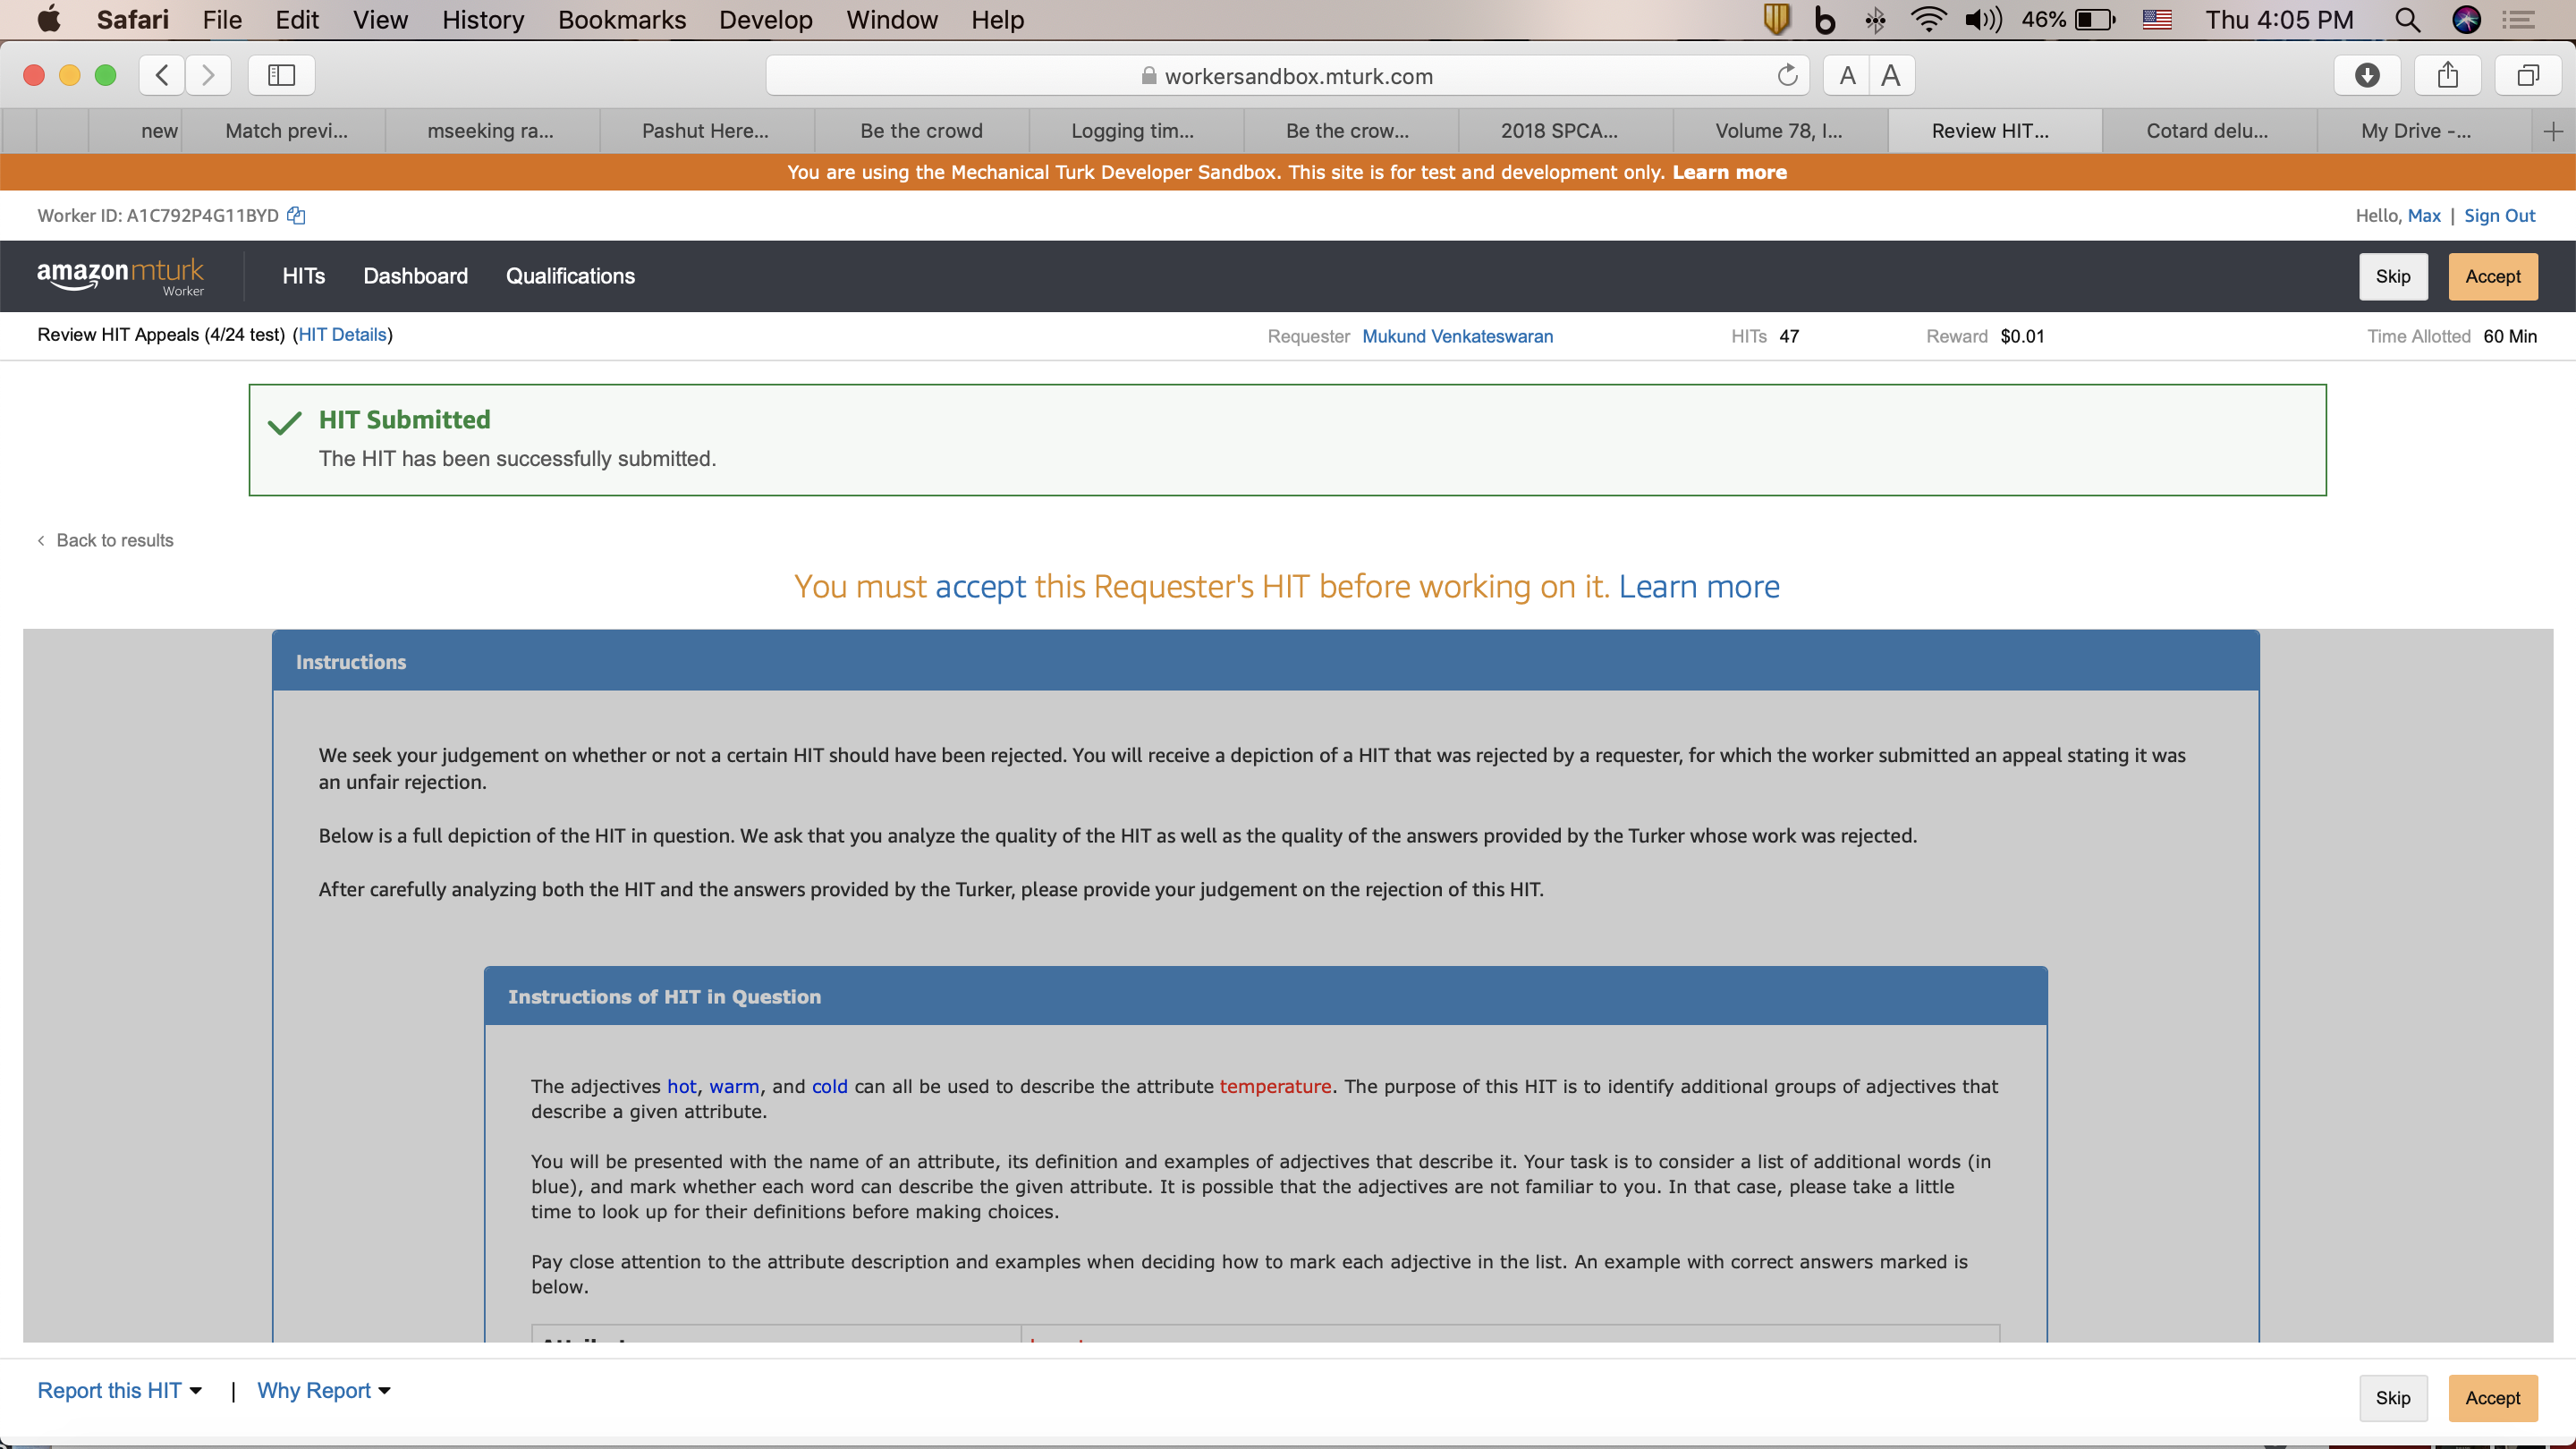 Safari File Edit View History Bookmarks Develop Window Help 46% Thu 4:05 PM
workersandbox.mturk.com A A
new Match previ... mseeking ra... Pashut Here... Be the crowd Logging tim... Be the crow... 2018 SPCA... Volume 78, I... Review HIT... Cotard delu... My Drive -...
You are using the Mechanical Turk Developer Sandbox. This site is for test and development only. Learn more
Worker ID: A1C792P4G11BYD Hello, Max | Sign Out
amazon mturk
Worker
HITs Dashboard Qualifications Skip Accept
Review HIT Appeals (4/24 test) (HIT Details) Requester Mukund Venkateswaran HITs 47 Reward $0.01 Time Allotted 60 Min
HIT Submitted
The HIT has been successfully submitted.
< Back to results
You must accept this Requester's HIT before working on it. Learn more
Instructions
We seek your judgement on whether or not a certain HIT should have been rejected. You will receive a depiction of a HIT that was rejected by a requester, for which the worker submitted an appeal stating it was
an unfair rejection.
Below is a full depiction of the HIT in question. We ask that you analyze the quality of the HIT as well as the quality of the answers provided by the Turker whose work was rejected.
After carefully analyzing both the HIT and the answers provided by the Turker, please provide your judgement on the rejection of this HIT.
Instructions of HIT in Question
The adjectives hot, warm, and cold can all be used to describe the attribute temperature. The purpose of this HIT is to identify additional groups of adjectives that
describe a given attribute.
You will be presented with the name of an attribute, its definition and examples of adjectives that describe it. Your task is to consider a list of additional words (in
blue), and mark whether each word can describe the given attribute. It is possible that the adjectives are not familiar to you. In that case, please take a little
time to look up for their definitions before making choices.
Pay close attention to the attribute description and examples when deciding how to mark each adjective in the list. An example with correct answers marked is
below.
Report this HIT | Why Report Skip Accept